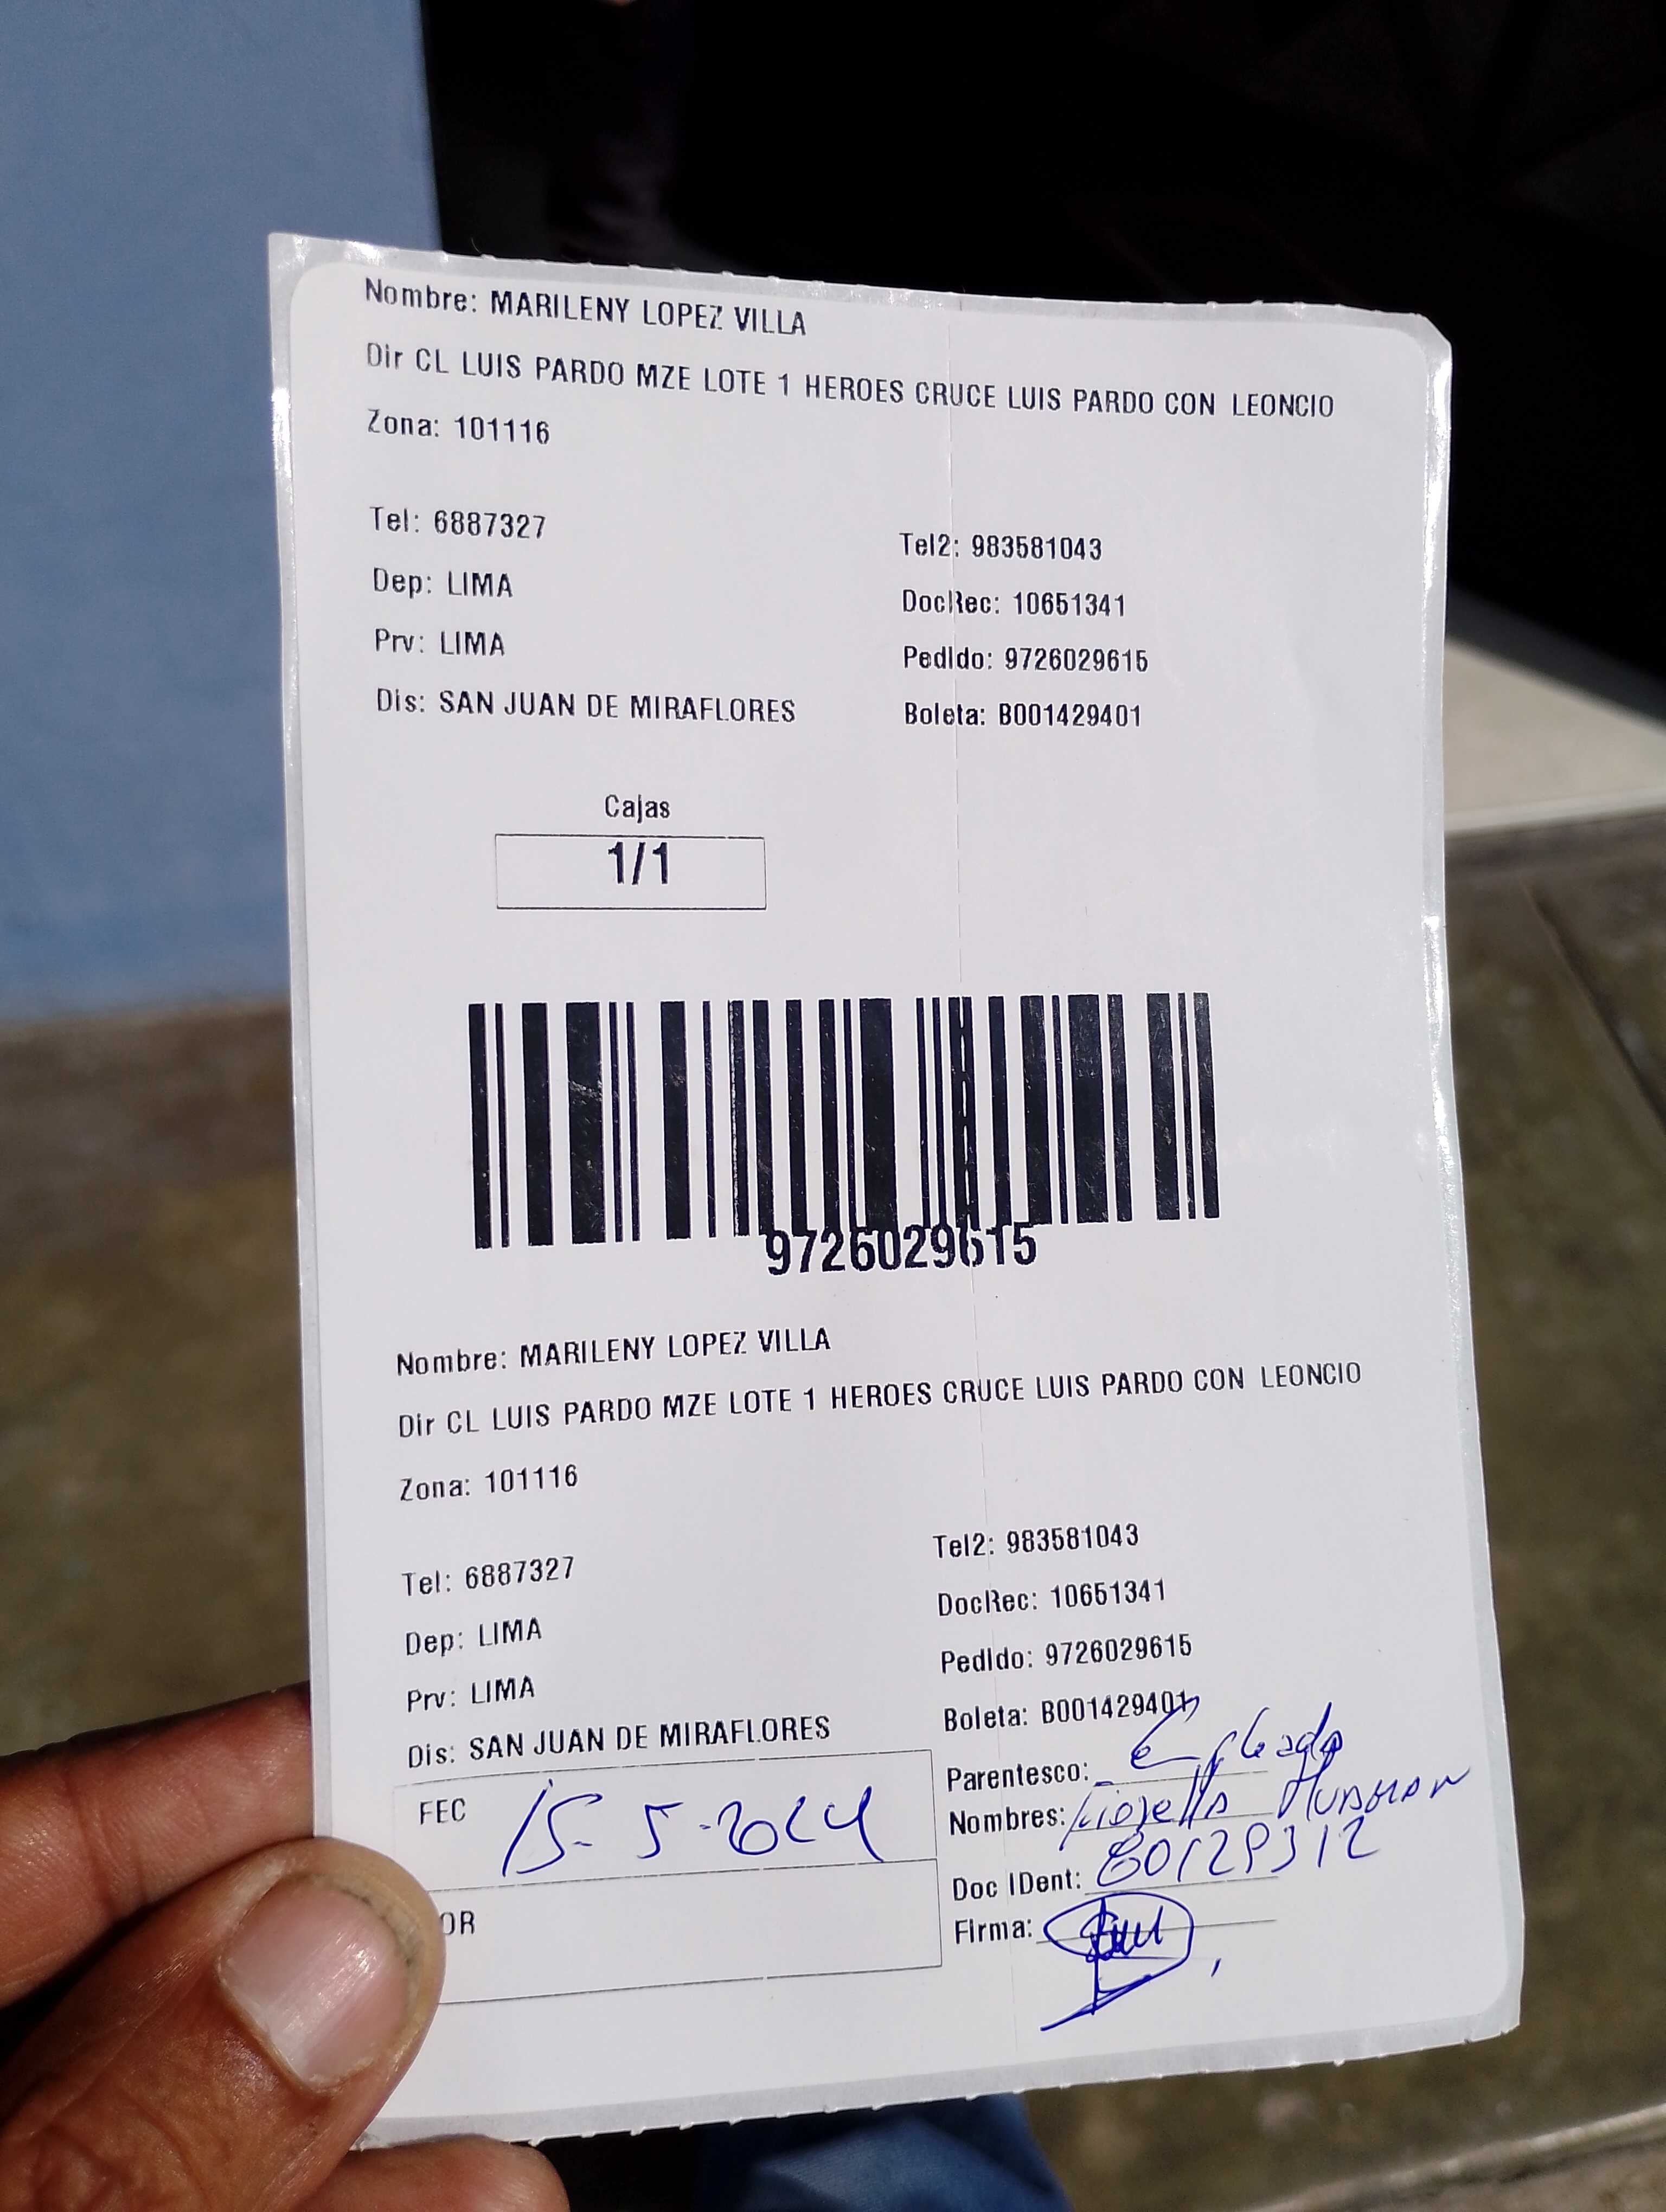 Nombre: MARILENY LOPEZ VILLA
Dir CL LUIS PARDO MZE LOTE 1 HEROES CRUCE LUIS PARDO CON LEONCIO
Zona: 101116
Tel: 6887327
Tel2: 983581043
Dep: LIMA
DocRec: 10651341
Prv: LIMA
Pedido: 9726029615
Dis: SAN JUAN DE MIRAFLORES
Boleta: B001429401
Cajas
1/1
9726029615
Nombre: MARILENY LOPEZ VILLA
Dir CL LUIS PARDO MZE LOTE 1 HEROES CRUCE LUIS PARDO CON LEONCIO
Zona: 101116
Tel: 6887327
Tel2: 983581043
Dep: LIMA
DocRec: 10651341
Prv: LIMA
Pedido: 9726029615
Dis: SAN JUAN DE MIRAFLORES
Boleta: B001429401
FEC 15-5-2024
Parentesco:
Nombres: Fiorella Huaman
Doc IDent:
OR
Firma: